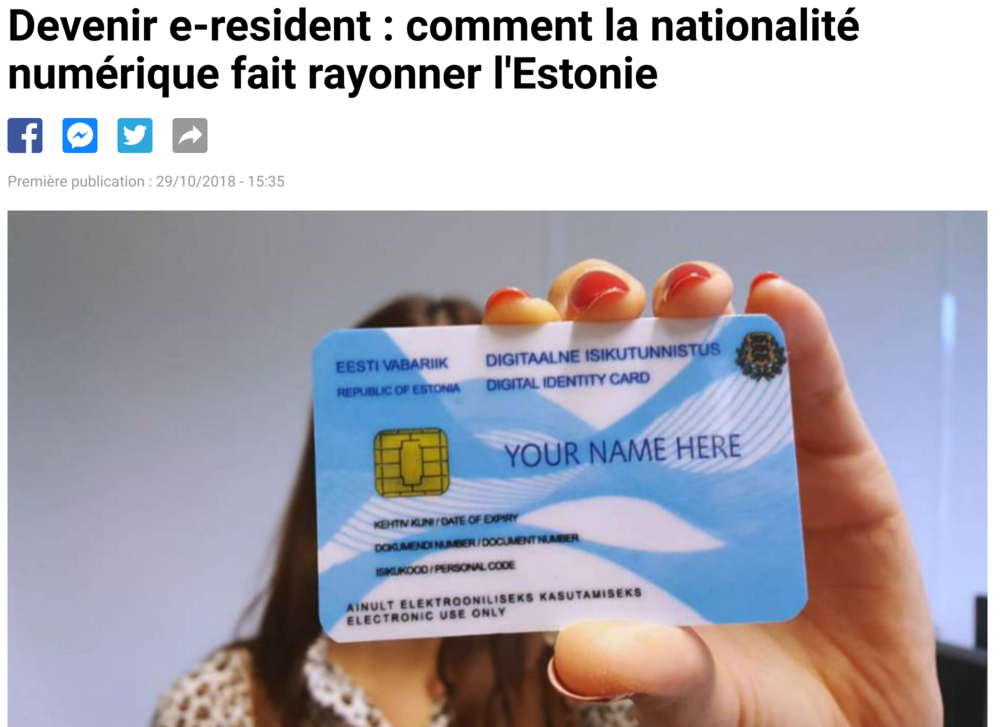 Devenir e-resident : comment la nationalité
numérique fait rayonner l'Estonie
Première publication : 29/10/2018 - 15:35
EESTI VABARIIK
REPUBLIC OF ESTONIA
DIGITAALNE ISIKUTUNNISTUS
DIGITAL IDENTITY CARD
YOUR NAME HERE
KEHTIV KUNI / DATE OF EXPIRY
DOKUMENDI NUMBER / DOCUMENT NUMBER
ISIKUKOOD / PERSONAL CODE
AINULT ELEKTROONILISEKS KASUTAMISEKS
ELECTRONIC USE ONLY